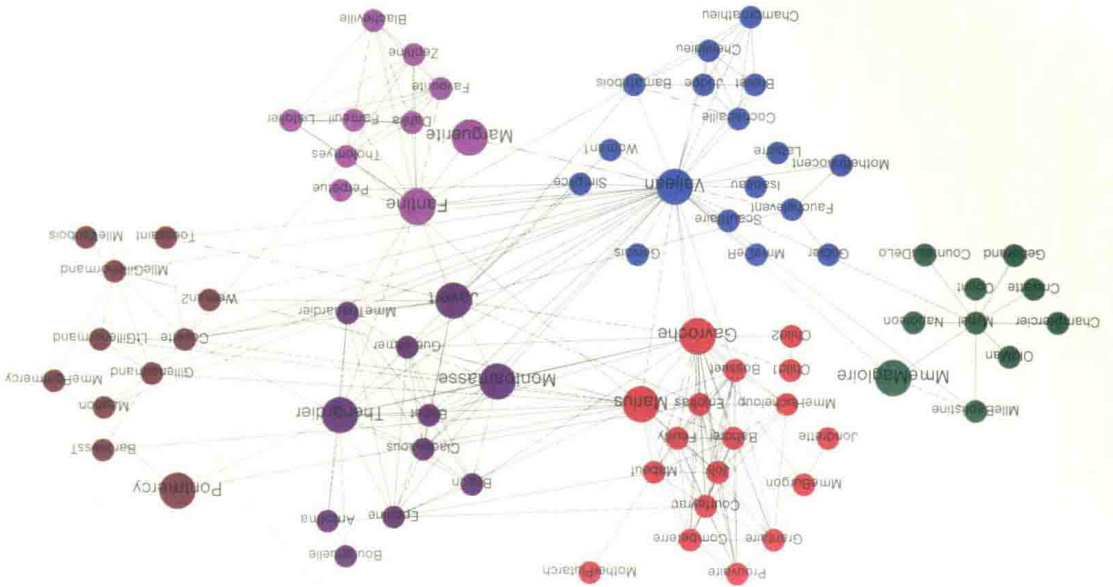 MotherPlutarch
Prouvaire
Boulatruelle
Grantaire
Combeferre
Anzelma
Eponine
Courfeyrac
Pontmercy
MmeBurgon
Brujon
Joly
Mabeuf
Claquesous
BaronessT
Jondrette
Bahorel
Feuilly
MlleBaptistine
MmeHucheloup
Enjolras
Marius
Babet
Thenardier
Magnon
MmeMagloire
Child1
Bossuet
Montparnasse
Gillenormand
MmePontmercy
OldMan
Child2
Gavroche
Gueulemer
Cosette
LtGillenormand
Champtercier
Myriel
Napoleon
MmeThenardier
Javert
Woman2
Cravatte
Count
MlleGillenormand
Geborand
CountessDeLo
Gribier
MmeDeR
Gervais
Toussaint
MlleVaubois
Fauchelevent
Scaufflaire
Fantine
Isabeau
Valjean
Simplice
Perpetue
MotherInnocent
Labarre
Woman1
Marguerite
Tholomyes
Cochepaille
Dahlia
Fameuil
Listolier
Brevet
Judge
Bamatabois
Favourite
Chenildieu
Zephine
Champmathieu
Blacheville